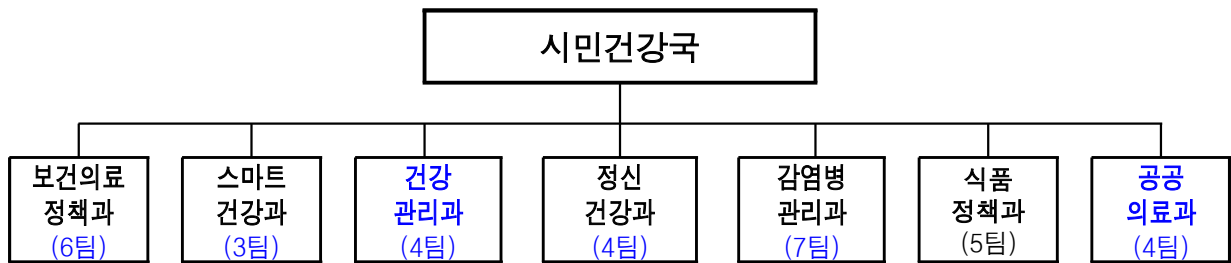 시민건강국
보건의료
정책과
(6팀)
스마트
건강과
(3팀)
건강
관리과
(4팀)
정신
건강과
(4팀)
감염병
관리과
(7팀)
식품
정책과
(5팀)
공공
의료과
(4팀)